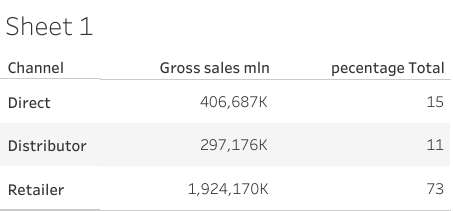 Sheet 1
Channel Gross sales mln pecentage Total
Direct 406,687K 15
Distributor 297,176K 11
Retailer 1,924,170K 73